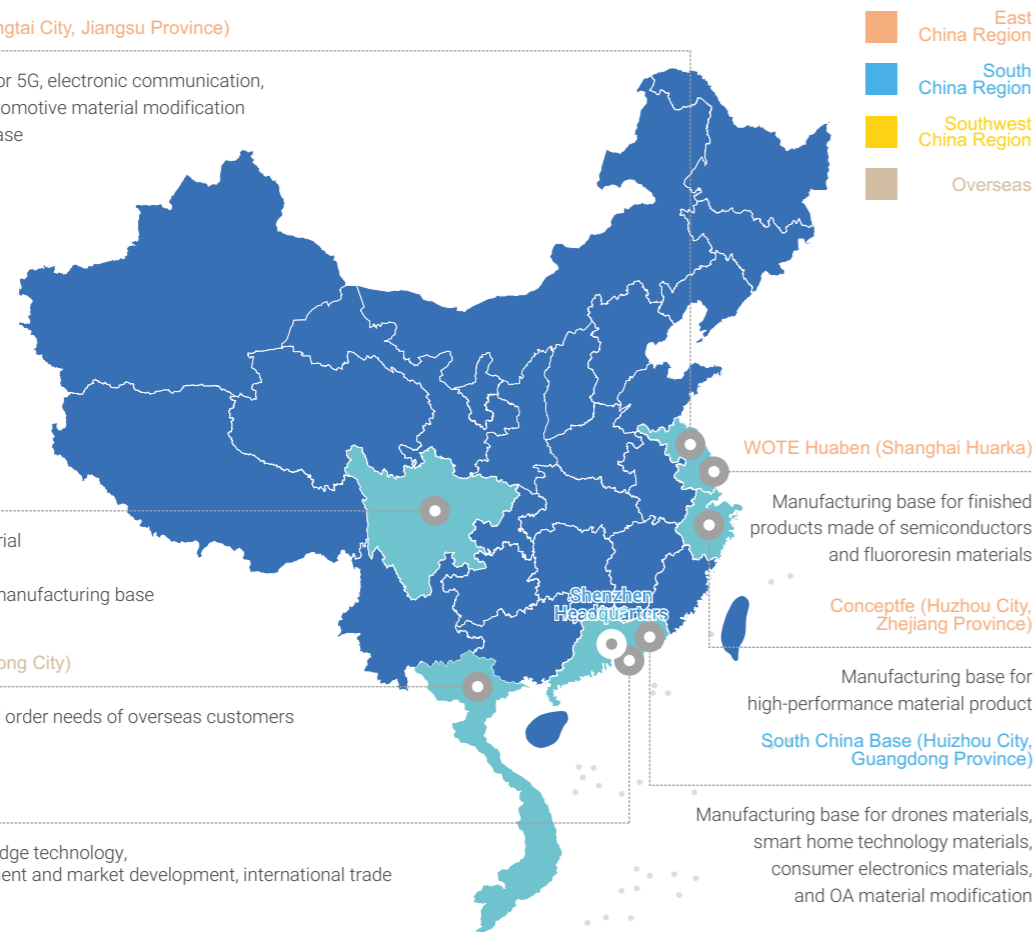 ngtai City, Jiangsu Province)
or 5G, electronic communication,
omotive material modification
ase
East
China Region
South
China Region
Southwest
China Region
Overseas
WOTE Huaben (Shanghai Huarka)
Manufacturing base for finished
products made of semiconductors
and fluororesin materials
rial
manufacturing base
Shenzhen
Headquarters
Conceptfe (Huzhou City,
Zhejiang Province)
ong City)
Manufacturing base for
high-performance material product
order needs of overseas customers
South China Base (Huizhou City,
Guangdong Province)
Manufacturing base for drones materials,
smart home technology materials,
consumer electronics materials,
and OA material modification
dge technology,
ent and market development, international trade